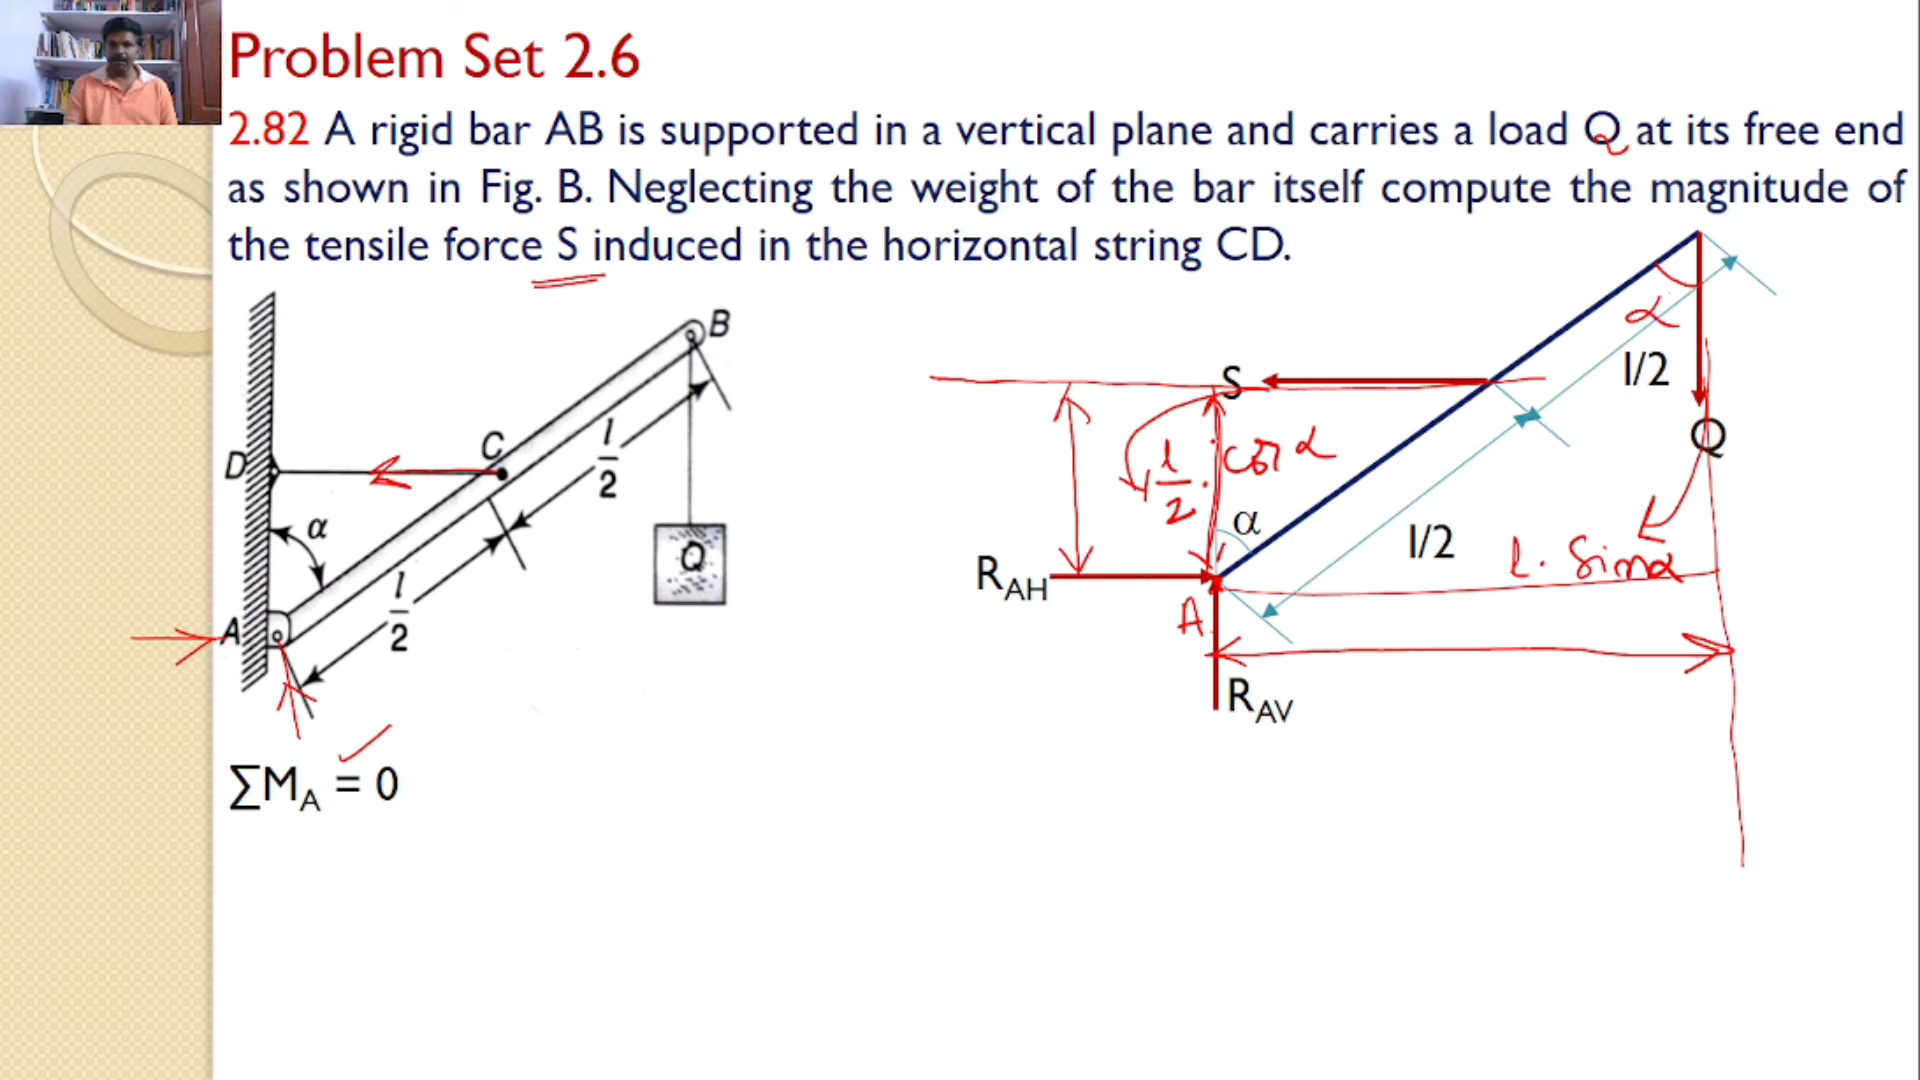 Problem Set 2.6
2.82 A rigid bar AB is supported in a vertical plane and carries a load Q at its free end
as shown in Fig. B. Neglecting the weight of the bar itself compute the magnitude of
the tensile force S induced in the horizontal string CD.
B
C
l/2
D
α
Q
A
l/2
∑M_A = 0
α
l/2
S
Q
l/2 . cos α
α
l/2
l. Sinα
R_AH
A
R_AV